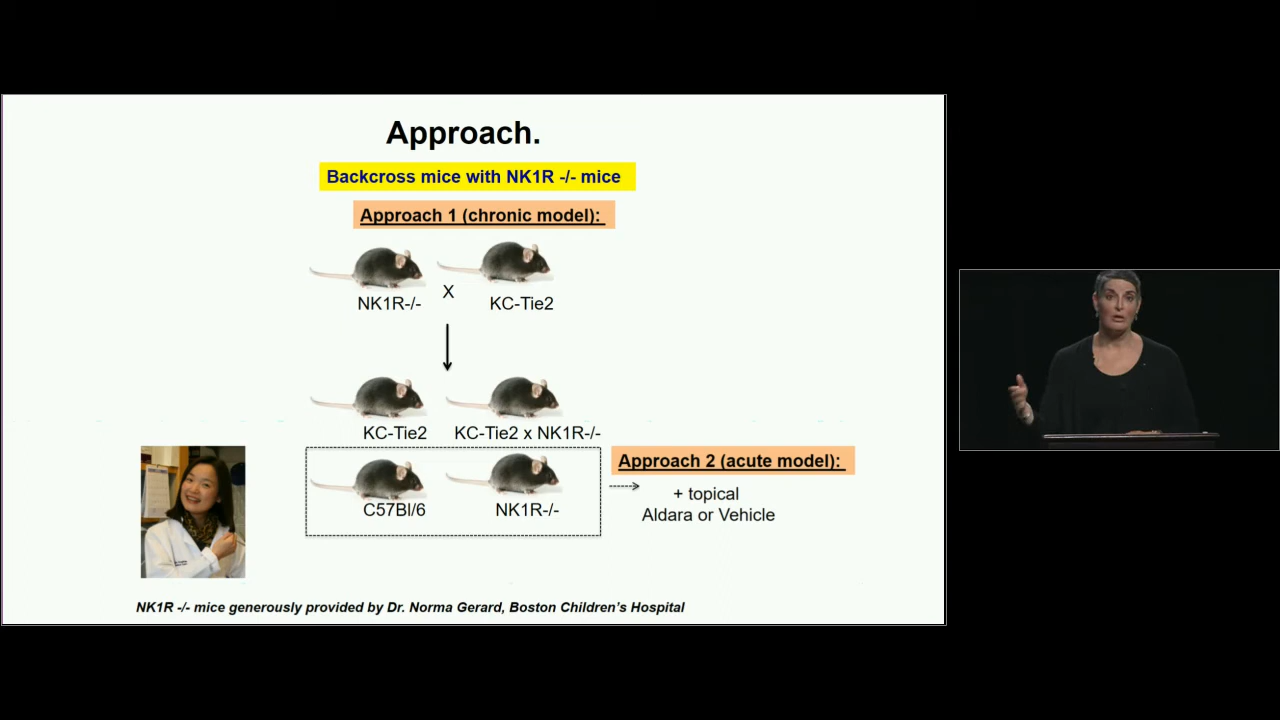 Approach.
Backcross mice with NK1R -/- mice
Approach 1 (chronic model):
NK1R-/-
X
KC-Tie2
KC-Tie2
KC-Tie2 x NK1R-/-
C57Bl/6
NK1R-/-
Approach 2 (acute model):
+ topical
Aldara or Vehicle
NK1R -/- mice generously provided by Dr. Norma Gerard, Boston Children's Hospital